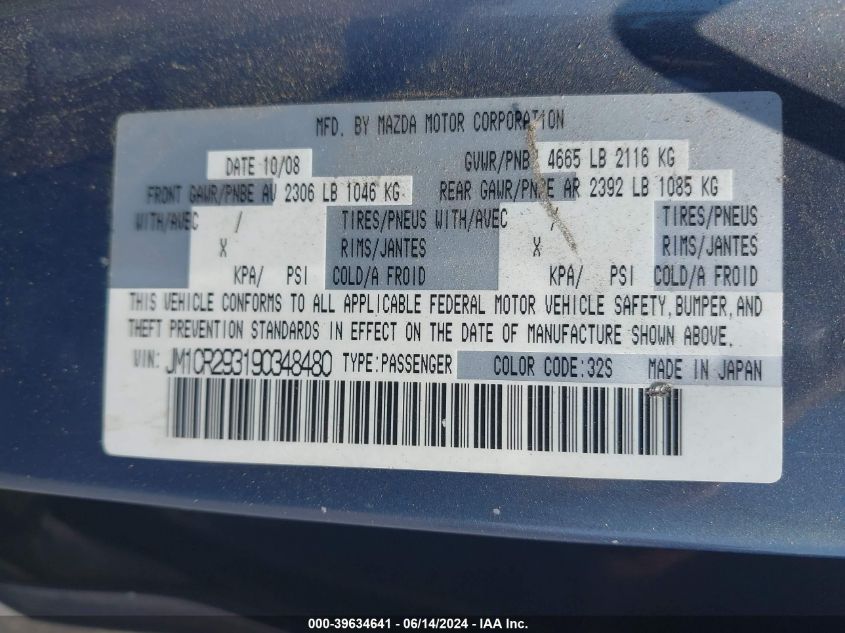 MFD. BY MAZDA MOTOR CORPORATION
DATE 10/08 GVWR/PNB 4665 LB 2116 KG
FRONT GAWR/PNBE AV 2306 LB 1046 KG REAR GAWR/PNBE AR 2392 LB 1085 KG
WITH/AVEC / TIRES/PNEUS WITH/AVEC / TIRES/PNEUS
X RIMS/JANTES X RIMS/JANTES
KPA/ PSI COLD/A FROID KPA/ PSI COLD/A FROID
THIS VEHICLE CONFORMS TO ALL APPLICABLE FEDERAL MOTOR VEHICLE SAFETY, BUMPER, AND
THEFT PREVENTION STANDARDS IN EFFECT ON THE DATE OF MANUFACTURE SHOWN ABOVE.
VIN: JM1CR293190348480 TYPE: PASSENGER COLOR CODE: 32S MADE IN JAPAN
000-39634641 - 06/14/2024 - IAA Inc.